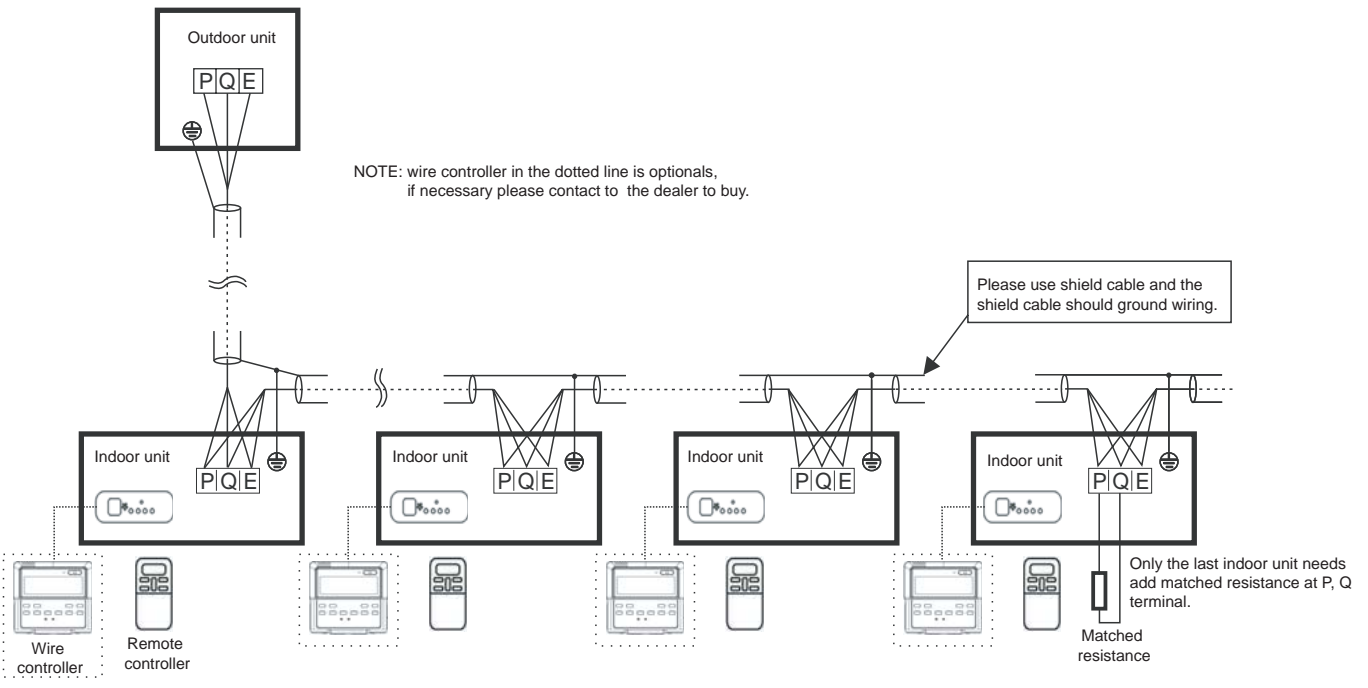 Outdoor unit
P Q E
NOTE: wire controller in the dotted line is optionals,
if necessary please contact to the dealer to buy.
Please use shield cable and the
shield cable should ground wiring.
Indoor unit
P Q E
Indoor unit
P Q E
Indoor unit
P Q E
Indoor unit
P Q E
Wire
controller
Remote
controller
Only the last indoor unit needs
add matched resistance at P, Q
terminal.
Matched
resistance